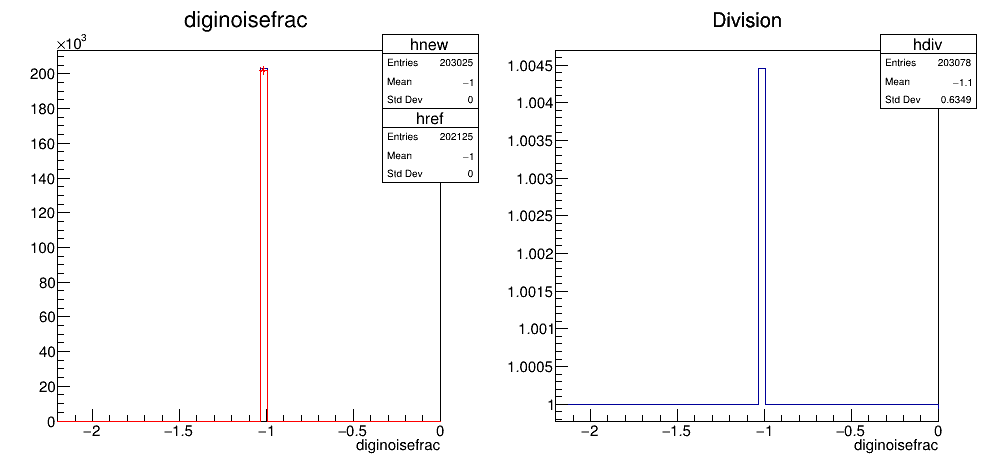 diginoisefrac
×10³
hnew
Entries 203025
Mean −1
Std Dev 0
href
Entries 202125
Mean −1
Std Dev 0
200
180
160
140
120
100
80
60
40
20
0
−2 −1.5 −1 −0.5 0
diginoisefrac
Division
hdiv
Entries 203078
Mean −1.1
Std Dev 0.6349
1.0045
1.004
1.0035
1.003
1.0025
1.002
1.0015
1.001
1.0005
1
−2 −1.5 −1 −0.5 0
diginoisefrac